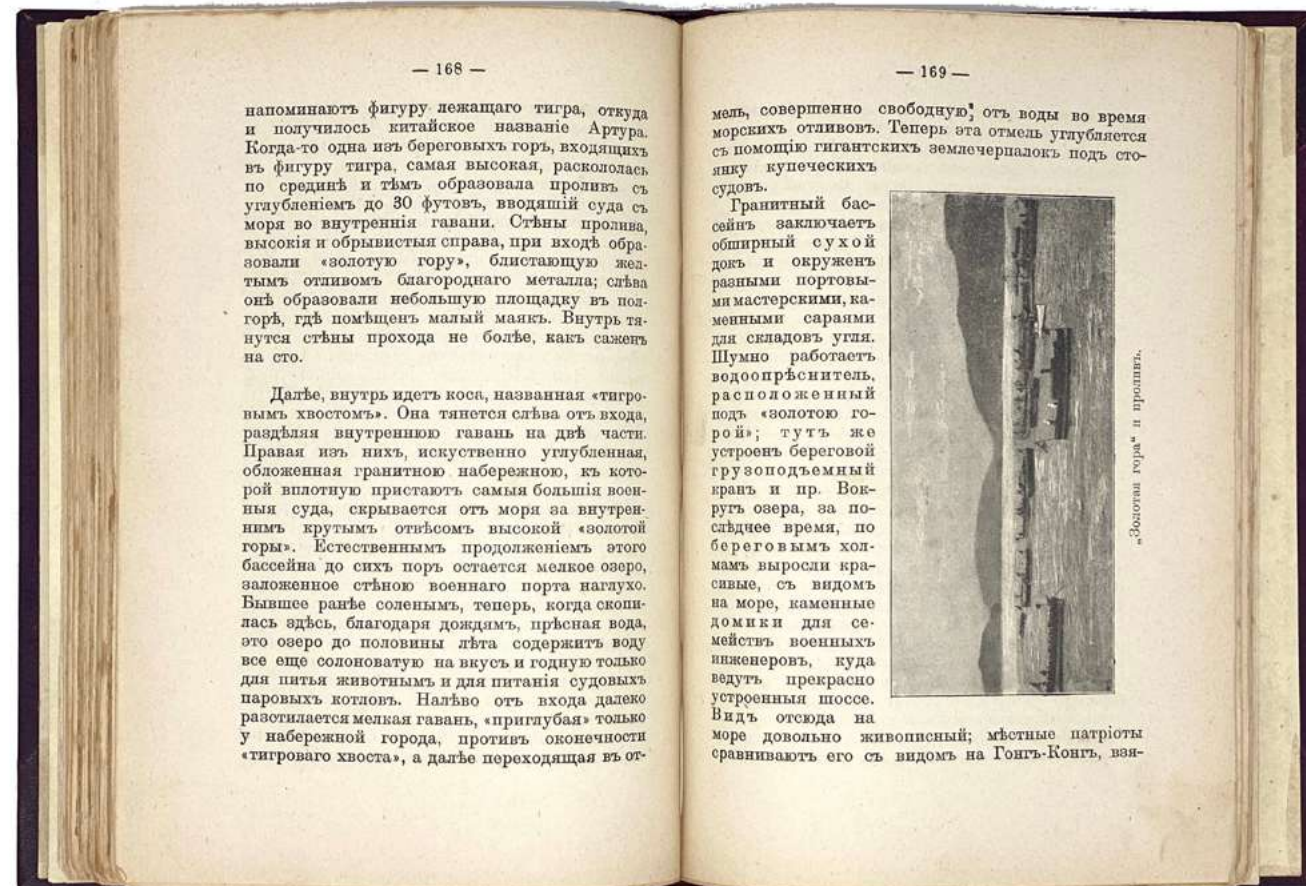 — 168 —
напоминаютъ фигуру лежащаго тигра, откуда
и получилось китайское названіе Артура.
Когда-то одна изъ береговыхъ горъ, входящихъ
въ фигуру тигра, самая высокая, раскололась
по срединѣ и тѣмъ образовала проливъ съ
углубленіемъ до 30 футовъ, вводящій суда съ
моря во внутреннія гавани. Стѣны пролива,
высокія и обрывистыя справа, при входѣ обра-
зовали «золотую гору», блистающую жел-
тымъ отливомъ благороднаго металла; слѣва
онѣ образовали небольшую площадку въ пол-
горѣ, гдѣ помѣщенъ малый маякъ. Внутрь тя-
нутся стѣны прохода не болѣе, какъ саженъ
на сто.
Далѣе, внутрь идетъ коса, названная «тигро-
вымъ хвостомъ». Она тянется слѣва отъ входа,
раздѣляя внутреннюю гавань на двѣ части.
Правая изъ нихъ, искуственно углубленная,
обложенная гранитною набережною, къ кото-
рой вплотную пристаютъ самыя большія воен-
ныя суда, скрывается отъ моря за внутрен-
нимъ крутымъ отвѣсомъ высокой «золотой
горы». Естественнымъ продолженіемъ этого
бассейна до сихъ поръ остается мелкое озеро,
заложенное стѣною военнаго порта наглухо.
Бывшее ранѣе соленымъ, теперь, когда скопи-
лась здѣсь, благодаря дождямъ, прѣсная вода,
это озеро до половины лѣта содержитъ воду
все еще солоноватую на вкусъ и годную только
для питья животнымъ и для питанія судовыхъ
паровыхъ котловъ. Налѣво отъ входа далеко
разстилается мелкая гавань, «приглубая» только
у набережной города, противъ оконечности
«тигроваго хвоста», а далѣе переходящая въ от-
— 169 —
мель, совершенно свободную, отъ воды во время
морскихъ отливовъ. Теперь эта отмель углубляется
съ помощію гигантскихъ землечерпалокъ подъ сто-
янку купеческихъ
судовъ.
Гранитный бас-
сейнъ заключаетъ
обширный сухой
докъ и окруженъ
разными портовы-
ми мастерскими, ка-
менными сараями
для складовъ угля.
Шумно работаетъ
водоопрѣснитель,
расположенный
подъ «золотою го-
рой»; тутъ же
устроенъ береговой
грузоподъемный
кранъ и пр. Вок-
ругъ озера, за по-
слѣднее время, по
береговымъ хол-
мамъ выросли кра-
сивые, съ видомъ
на море, каменные
домики для се-
мействъ военныхъ
инженеровъ, куда
ведутъ прекрасно
устроенныя шоссе.
Видъ отсюда на
море довольно живописный; мѣстные патріоты
сравниваютъ его съ видомъ на Гонгъ-Конгъ, взя-
„Золотая гора“ и проливъ.